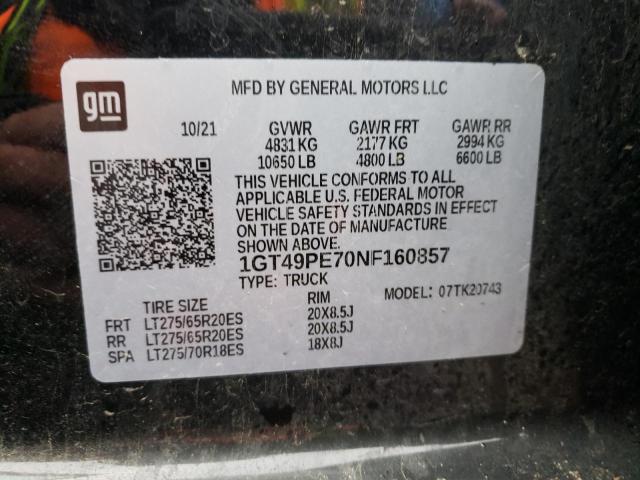 gm
MFD BY GENERAL MOTORS LLC
10/21 GVWR GAWR FRT GAWR RR
4831 KG 2177 KG 2994 KG
10650 LB 4800 LB 6600 LB
THIS VEHICLE CONFORMS TO ALL
APPLICABLE U.S. FEDERAL MOTOR
VEHICLE SAFETY STANDARDS IN EFFECT
ON THE DATE OF MANUFACTURE
SHOWN ABOVE.
1GT49PE70NF160857
TYPE: TRUCK MODEL: 07TK20743
TIRE SIZE RIM
FRT LT275/65R20ES 20X8.5J
RR LT275/65R20ES 20X8.5J
SPA LT275/70R18ES 18X8J